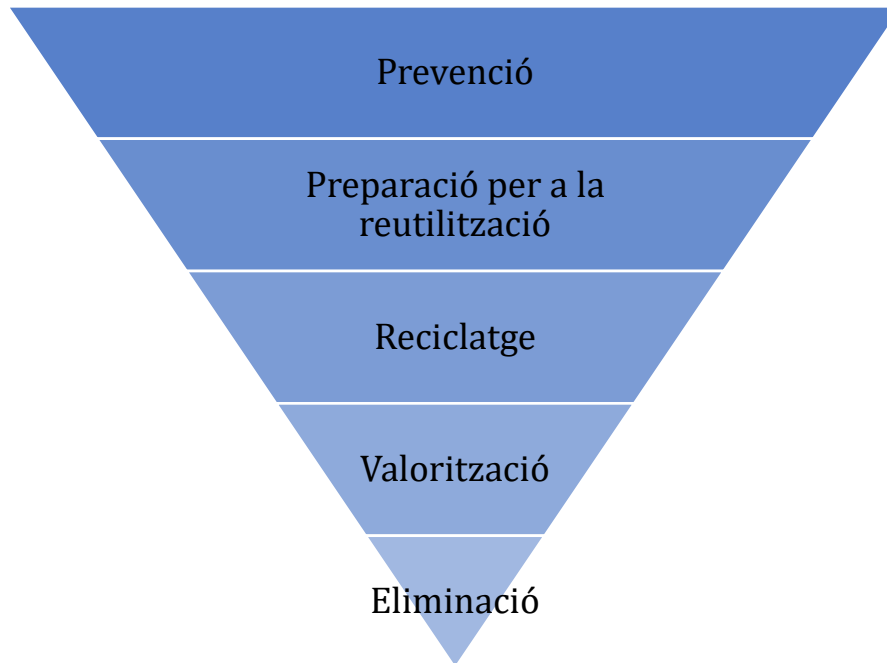 Prevenció
Preparació per a la
reutilització
Reciclatge
Valorització
Eliminació